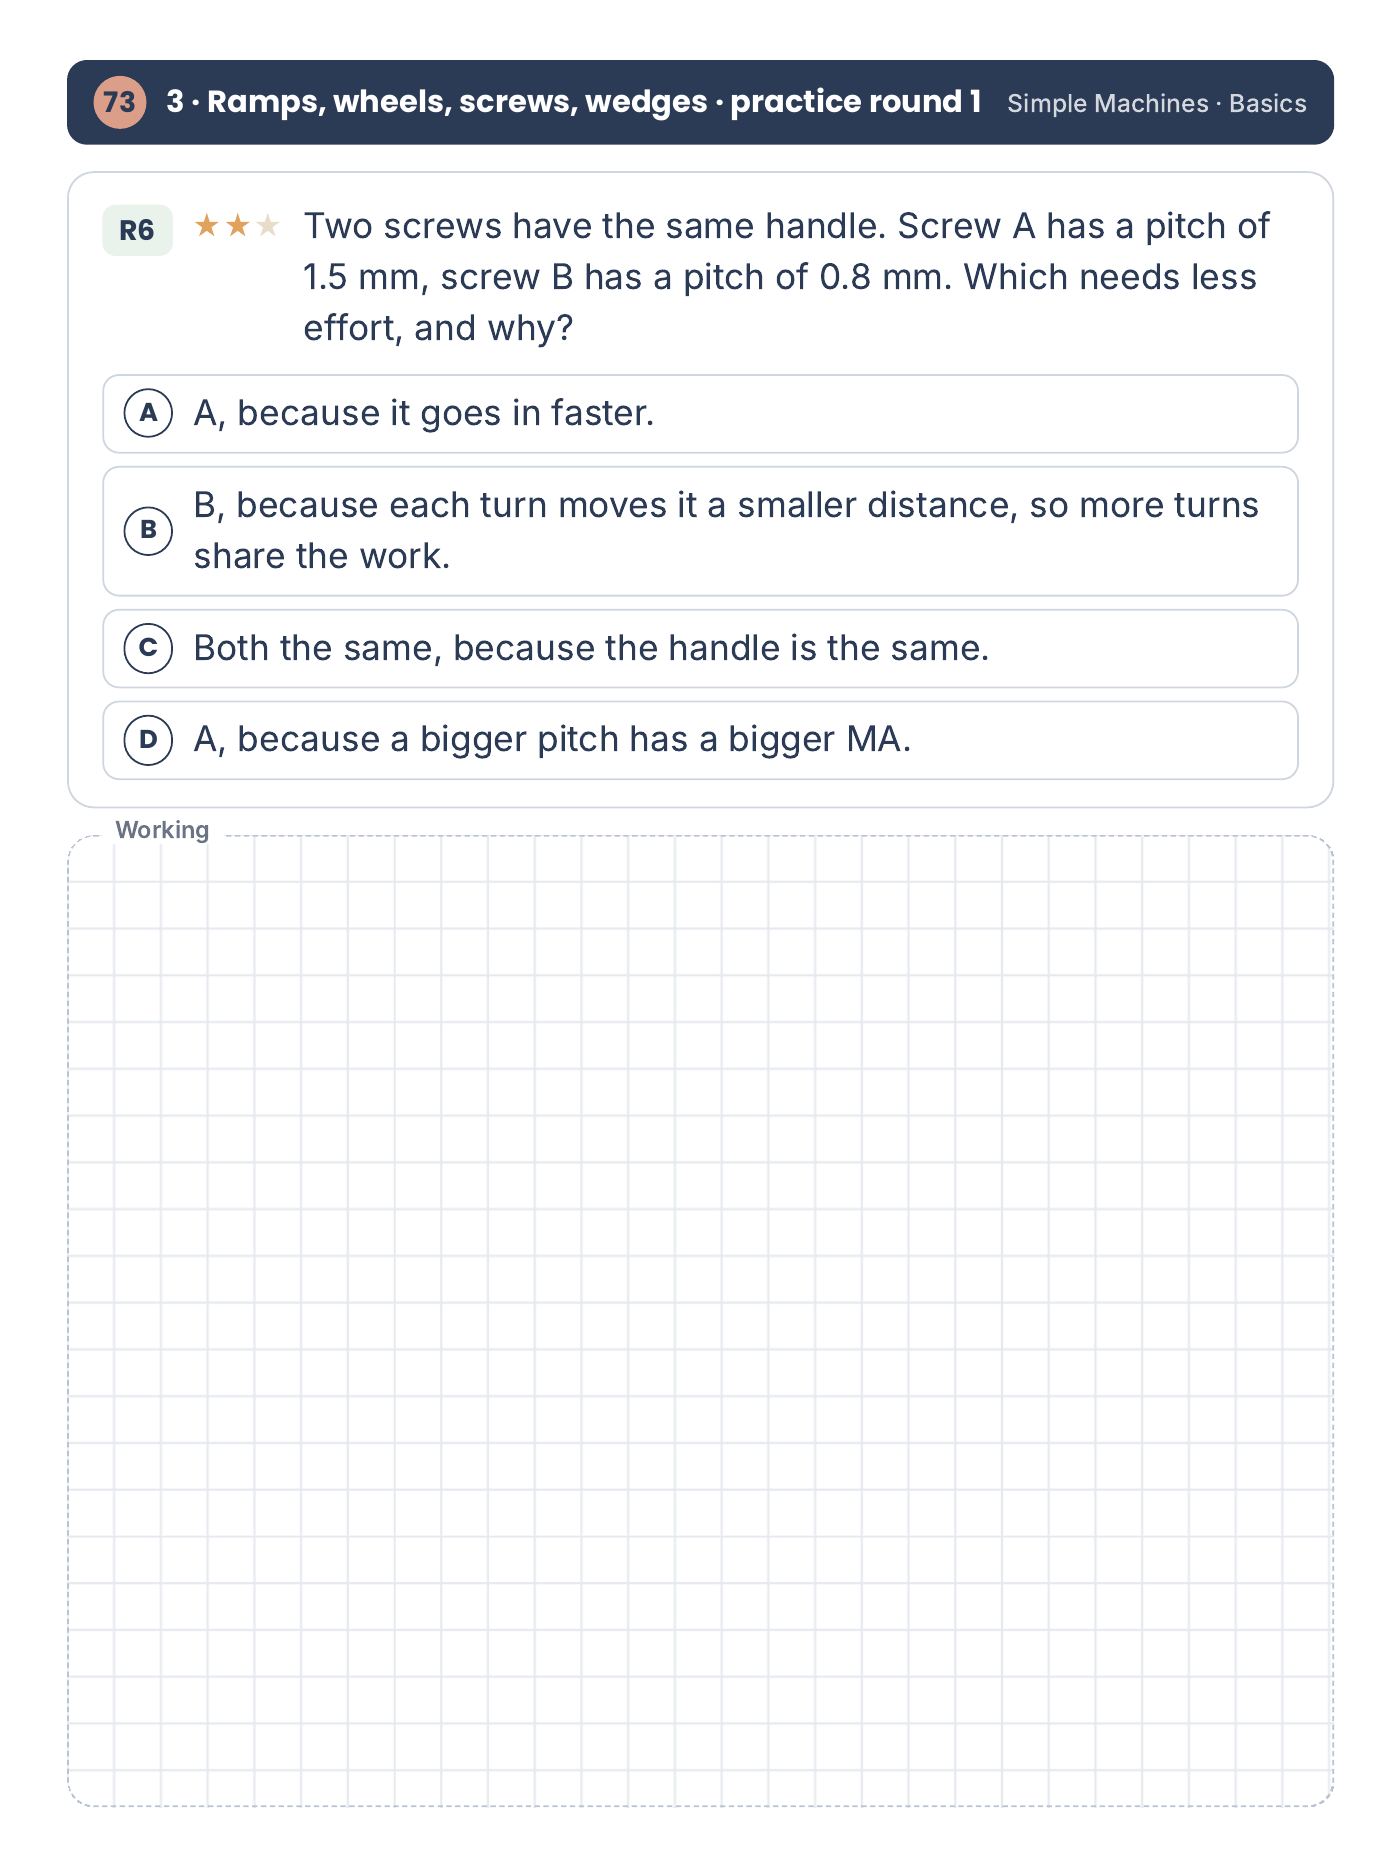 73 3 · Ramps, wheels, screws, wedges · practice round 1 Simple Machines · Basics
R6 ★★★ Two screws have the same handle. Screw A has a pitch of
1.5 mm, screw B has a pitch of 0.8 mm. Which needs less
effort, and why?
A A, because it goes in faster.
B B, because each turn moves it a smaller distance, so more turns
share the work.
C Both the same, because the handle is the same.
D A, because a bigger pitch has a bigger MA.
Working